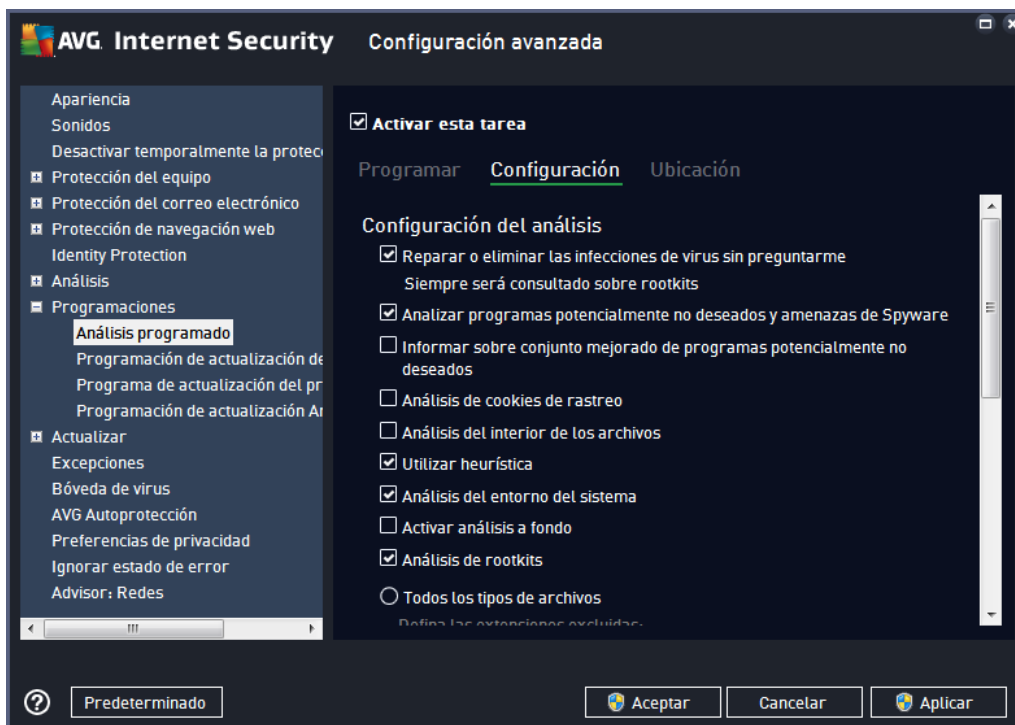 AVG. Internet Security Configuración avanzada
Apariencia
Sonidos
Desactivar temporalmente la protec
Protección del equipo
Protección del correo electrónico
Protección de navegación web
Identity Protection
Análisis
Programaciones
Análisis programado
Programación de actualización de
Programa de actualización del pr
Programación de actualización
Actualizar
Excepciones
Bóveda de virus
AVG Autoprotección
Preferencias de privacidad
Ignorar estado de error
Advisor: Redes
Activar esta tarea
Programar Configuración Ubicación
Configuración del análisis
Reparar o eliminar las infecciones de virus sin preguntarme
Siempre será consultado sobre rootkits
Analizar programas potencialmente no deseados y amenazas de Spyware
Informar sobre conjunto mejorado de programas potencialmente no
deseados
Análisis de cookies de rastreo
Análisis del interior de los archivos
Utilizar heurística
Análisis del entorno del sistema
Activar análisis a fondo
Análisis de rootkits
Todos los tipos de archivos
Defina las extensiones excluidas:
? Predeterminado Aceptar Cancelar Aplicar